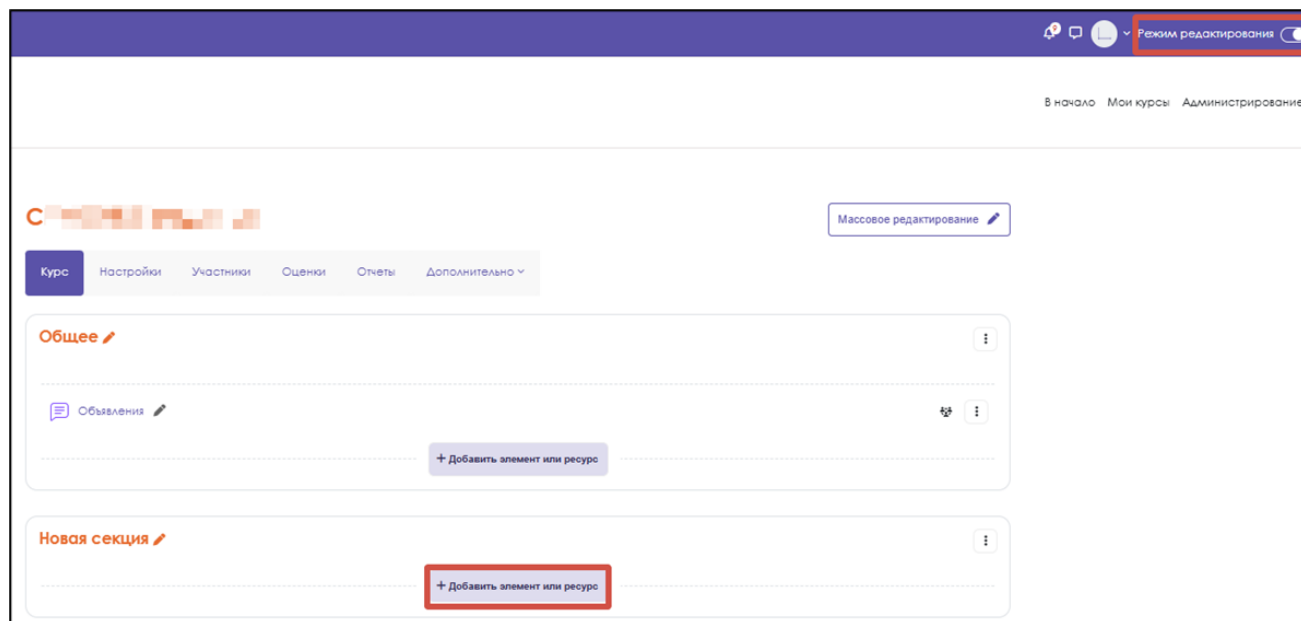 Режим редактирования
В начало Мои курсы Администрирование
С
Массовое редактирование
Курс Настройки Участники Оценки Отчеты Дополнительно
Общее
Объявления
+ Добавить элемент или ресурс
Новая секция
+ Добавить элемент или ресурс